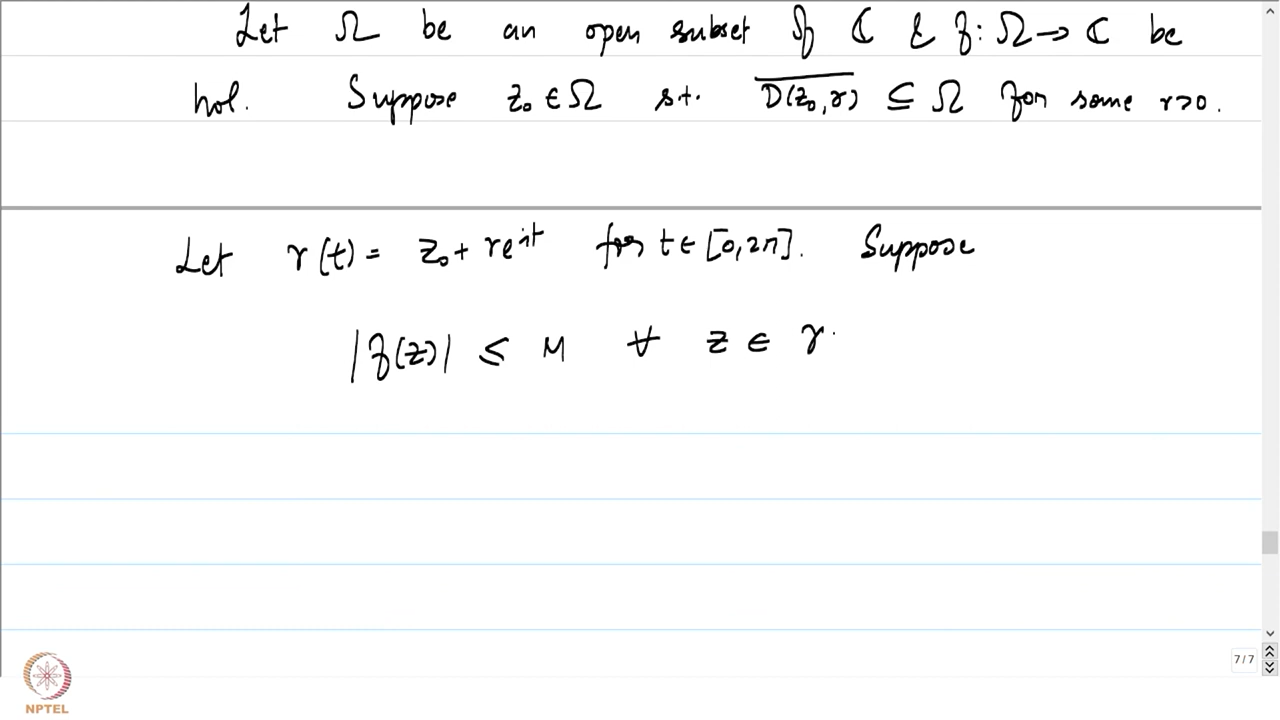 Let Ω be an open subset of ℂ & f: Ω → ℂ be
hol. Suppose z₀ ∈ Ω s.t. \overline{D(z₀, r)} ⊆ Ω for some r>0.
Let γ(t) = z₀ + re^{it} for t ∈ [0, 2π]. Suppose
|f(z)| ≤ M ∀ z ∈ γ.
7/7
NPTEL